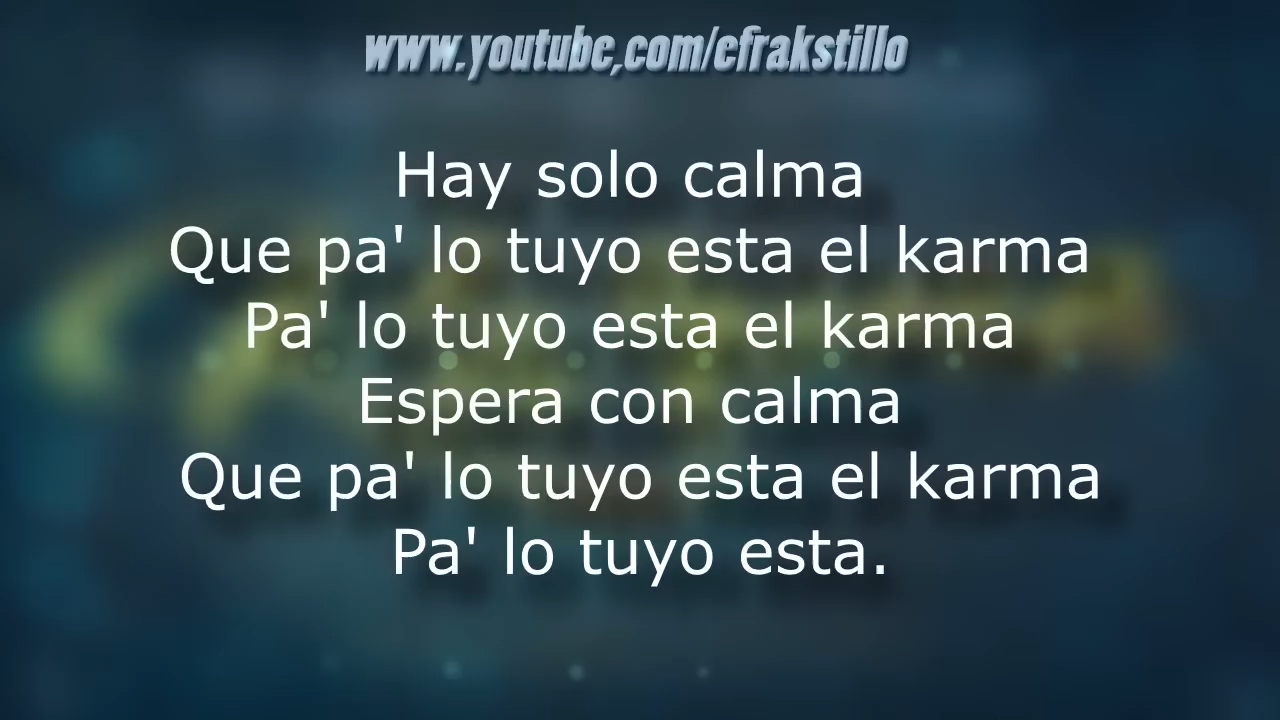 www.youtube,com/efrakstillo
Hay solo calma
Que pa' lo tuyo esta el karma
Pa' lo tuyo esta el karma
Espera con calma
Que pa' lo tuyo esta el karma
Pa' lo tuyo esta.